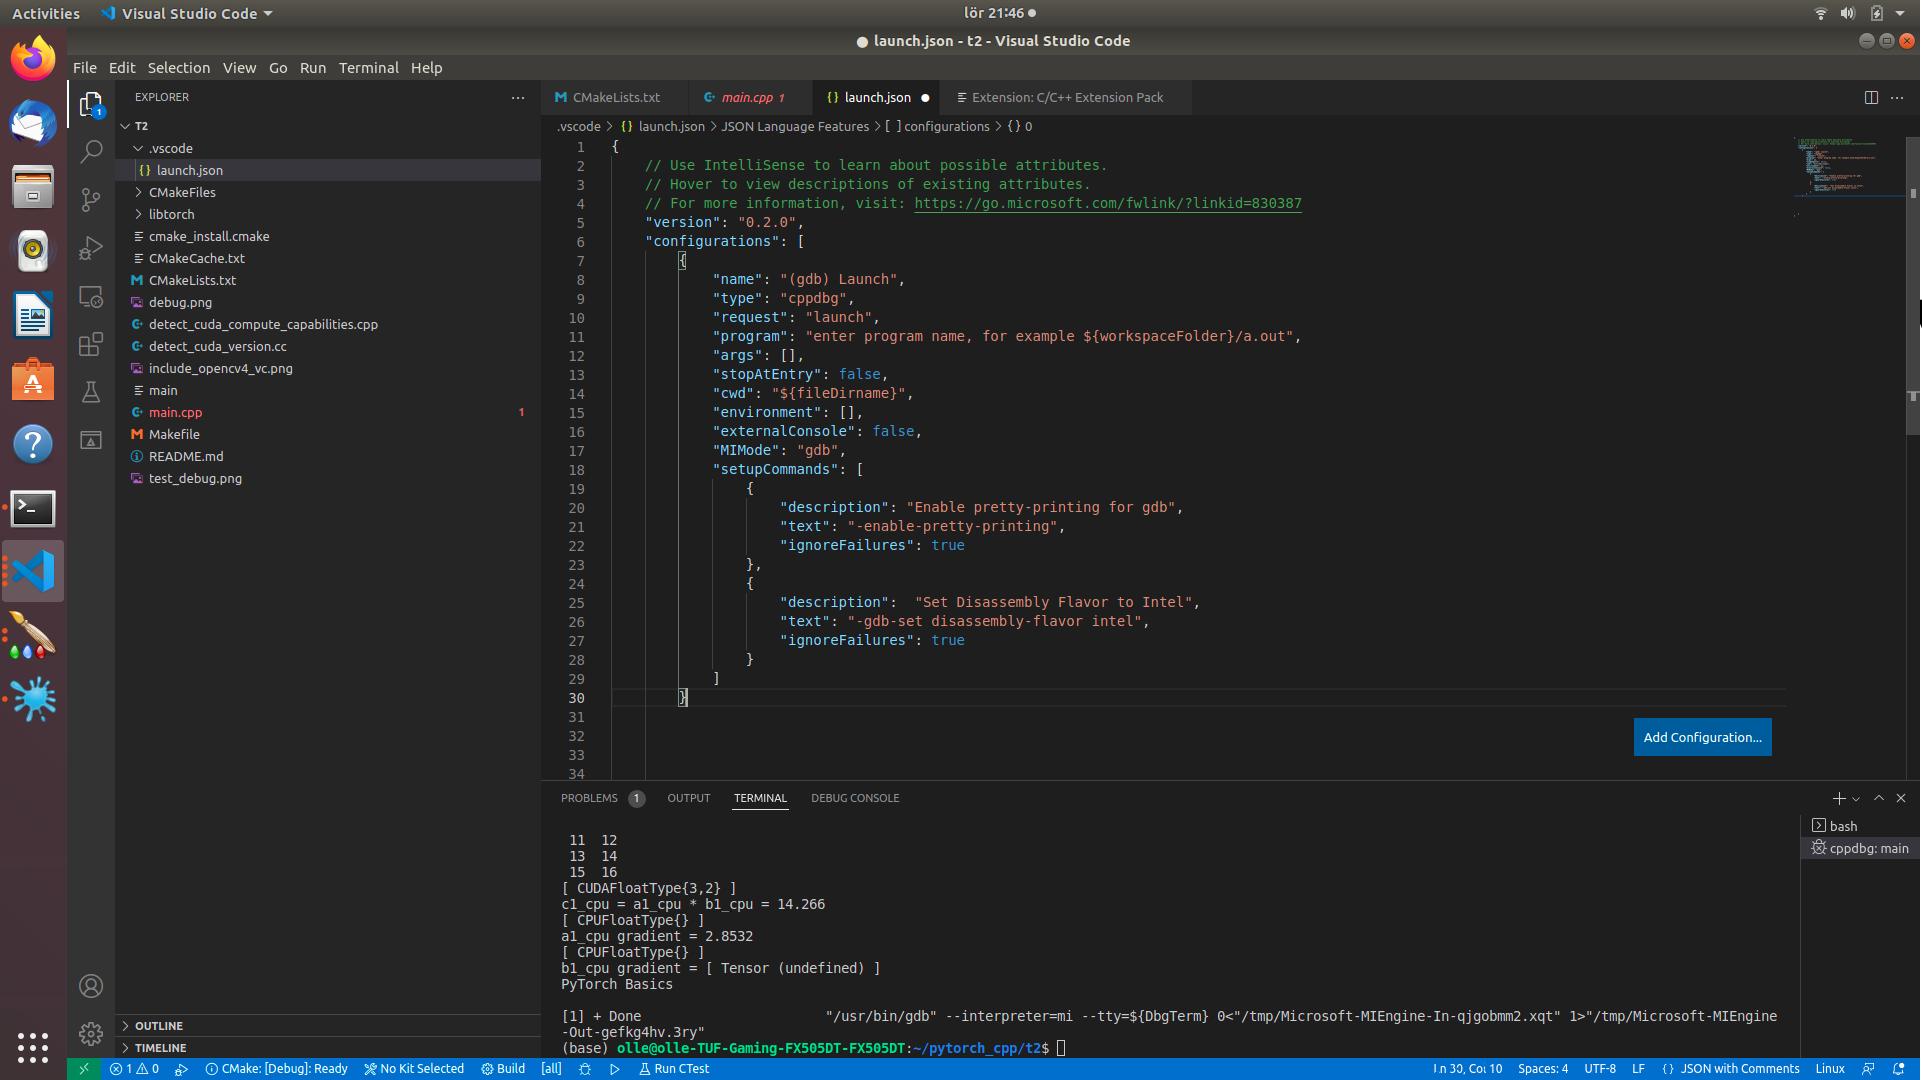 Activities Visual Studio Code lör 21:46
launch.json - t2 - Visual Studio Code
File Edit Selection View Go Run Terminal Help
EXPLORER
T2
.vscode
{} launch.json
CMakeFiles
libtorch
cmake_install.cmake
CMakeCache.txt
CMakeLists.txt
debug.png
detect_cuda_compute_capabilities.cpp
detect_cuda_version.cc
include_opencv4_vc.png
main
main.cpp 1
Makefile
README.md
test_debug.png
OUTLINE
TIMELINE
CMakeLists.txt main.cpp 1 {} launch.json Extension: C/C++ Extension Pack
.vscode > {} launch.json > JSON Language Features > [ ] configurations > {} 0
1 {
2 // Use IntelliSense to learn about possible attributes.
3 // Hover to view descriptions of existing attributes.
4 // For more information, visit: https://go.microsoft.com/fwlink/?linkid=830387
5 "version": "0.2.0",
6 "configurations": [
7 {
8 "name": "(gdb) Launch",
9 "type": "cppdbg",
10 "request": "launch",
11 "program": "enter program name, for example ${workspaceFolder}/a.out",
12 "args": [],
13 "stopAtEntry": false,
14 "cwd": "${fileDirname}",
15 "environment": [],
16 "externalConsole": false,
17 "MIMode": "gdb",
18 "setupCommands": [
19 {
20 "description": "Enable pretty-printing for gdb",
21 "text": "-enable-pretty-printing",
22 "ignoreFailures": true
23 },
24 {
25 "description":  "Set Disassembly Flavor to Intel",
26 "text": "-gdb-set disassembly-flavor intel",
27 "ignoreFailures": true
28 }
29 ]
30 }
31
32
33
34
Add Configuration...
PROBLEMS 1 OUTPUT TERMINAL DEBUG CONSOLE
bash
cppdbg: main
11  12
13  14
15  16
[ CUDAFloatType{3,2} ]
c1_cpu = a1_cpu * b1_cpu = 14.266
[ CPUFloatType{} ]
a1_cpu gradient = 2.8532
[ CPUFloatType{} ]
b1_cpu gradient = [ Tensor (undefined) ]
PyTorch Basics
[1] + Done "/usr/bin/gdb" --interpreter=mi --tty=${DbgTerm} 0<"/tmp/Microsoft-MIEngine-In-qjgobmm2.xqt" 1>"/tmp/Microsoft-MIEngine
-Out-gefkg4hv.3ry"
(base) olle@olle-TUF-Gaming-FX505DT-FX505DT:~/pytorch_cpp/t2$
1 0 CMake: [Debug]: Ready No Kit Selected Build [all] Run CTest Ln 30, Col 10 Spaces: 4 UTF-8 LF {} JSON with Comments Linux